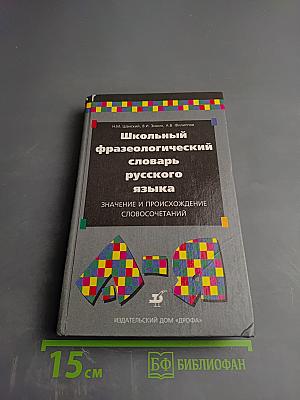 Н.М. Шанский, В.И. Зимин, А.В. Филиппов
Школьный
фразеологический
словарь
русского
языка
ЗНАЧЕНИЕ И ПРОИСХОЖДЕНИЕ
СЛОВОСОЧЕТАНИЙ
А-Я
ИЗДАТЕЛЬСКИЙ ДОМ «ДРОФА»
15 см
БФ БИБЛИОФАН